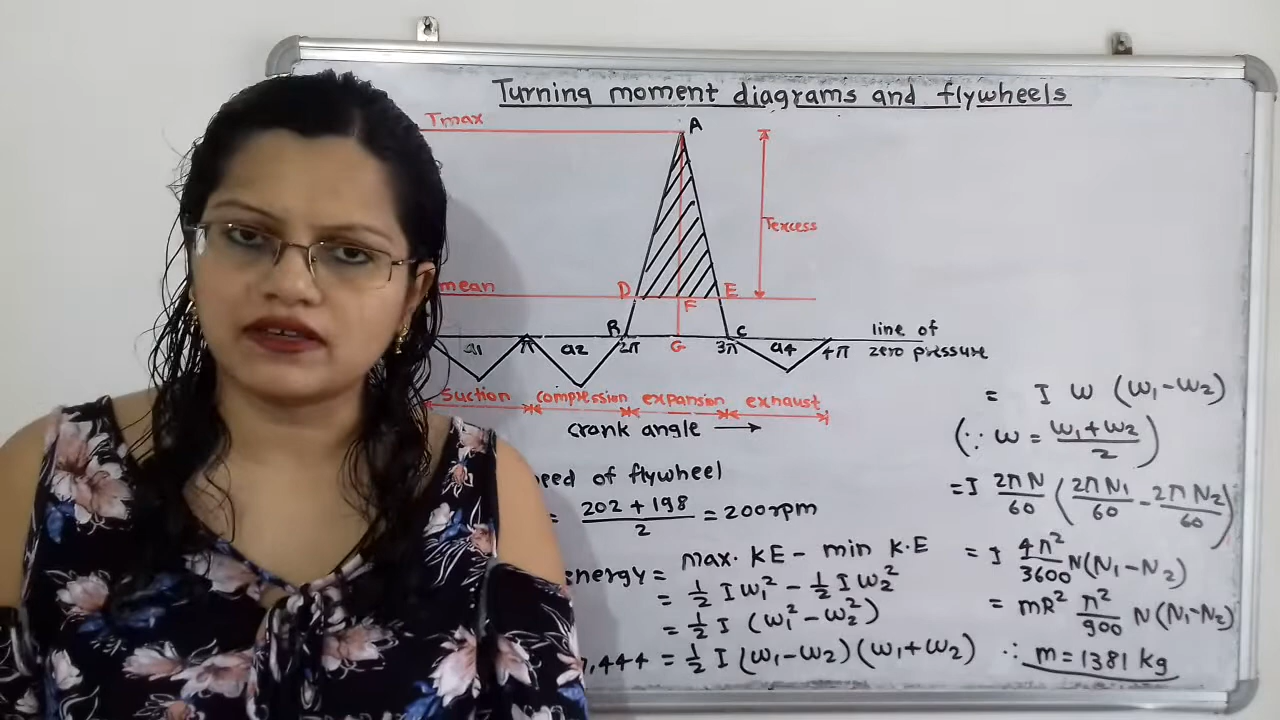 Turning moment diagrams and flywheels
Tmax
A
Texcess
mean
D
E
F
B
C
line of
zero pressure
a1
π
a2
2π
G
3π
a4
4π
suction
compression
expansion
exhaust
crank angle
eed of flywheel
= 202 + 198 / 2 = 200rpm
energy = max. KE - min K.E
= 1/2 I ω1² - 1/2 I ω2²
= 1/2 I (ω1² - ω2²)
7,444 = 1/2 I (ω1 - ω2) (ω1 + ω2)
= I ω (ω1 - ω2)
(∵ ω = ω1 + ω2 / 2)
= I 2πN / 60 (2πN1 / 60 - 2πN2 / 60)
= I 4π² / 3600 N(N1 - N2)
= mR² π² / 900 N(N1 - N2)
∴ m = 1381 kg